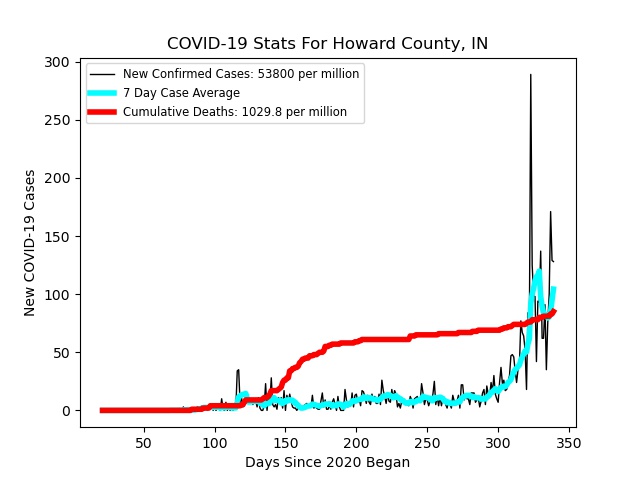 COVID-19 Stats For Howard County, IN
New Confirmed Cases: 53800 per million
7 Day Case Average
Cumulative Deaths: 1029.8 per million
New COVID-19 Cases
300
250
200
150
100
50
0
50 100 150 200 250 300 350
Days Since 2020 Began